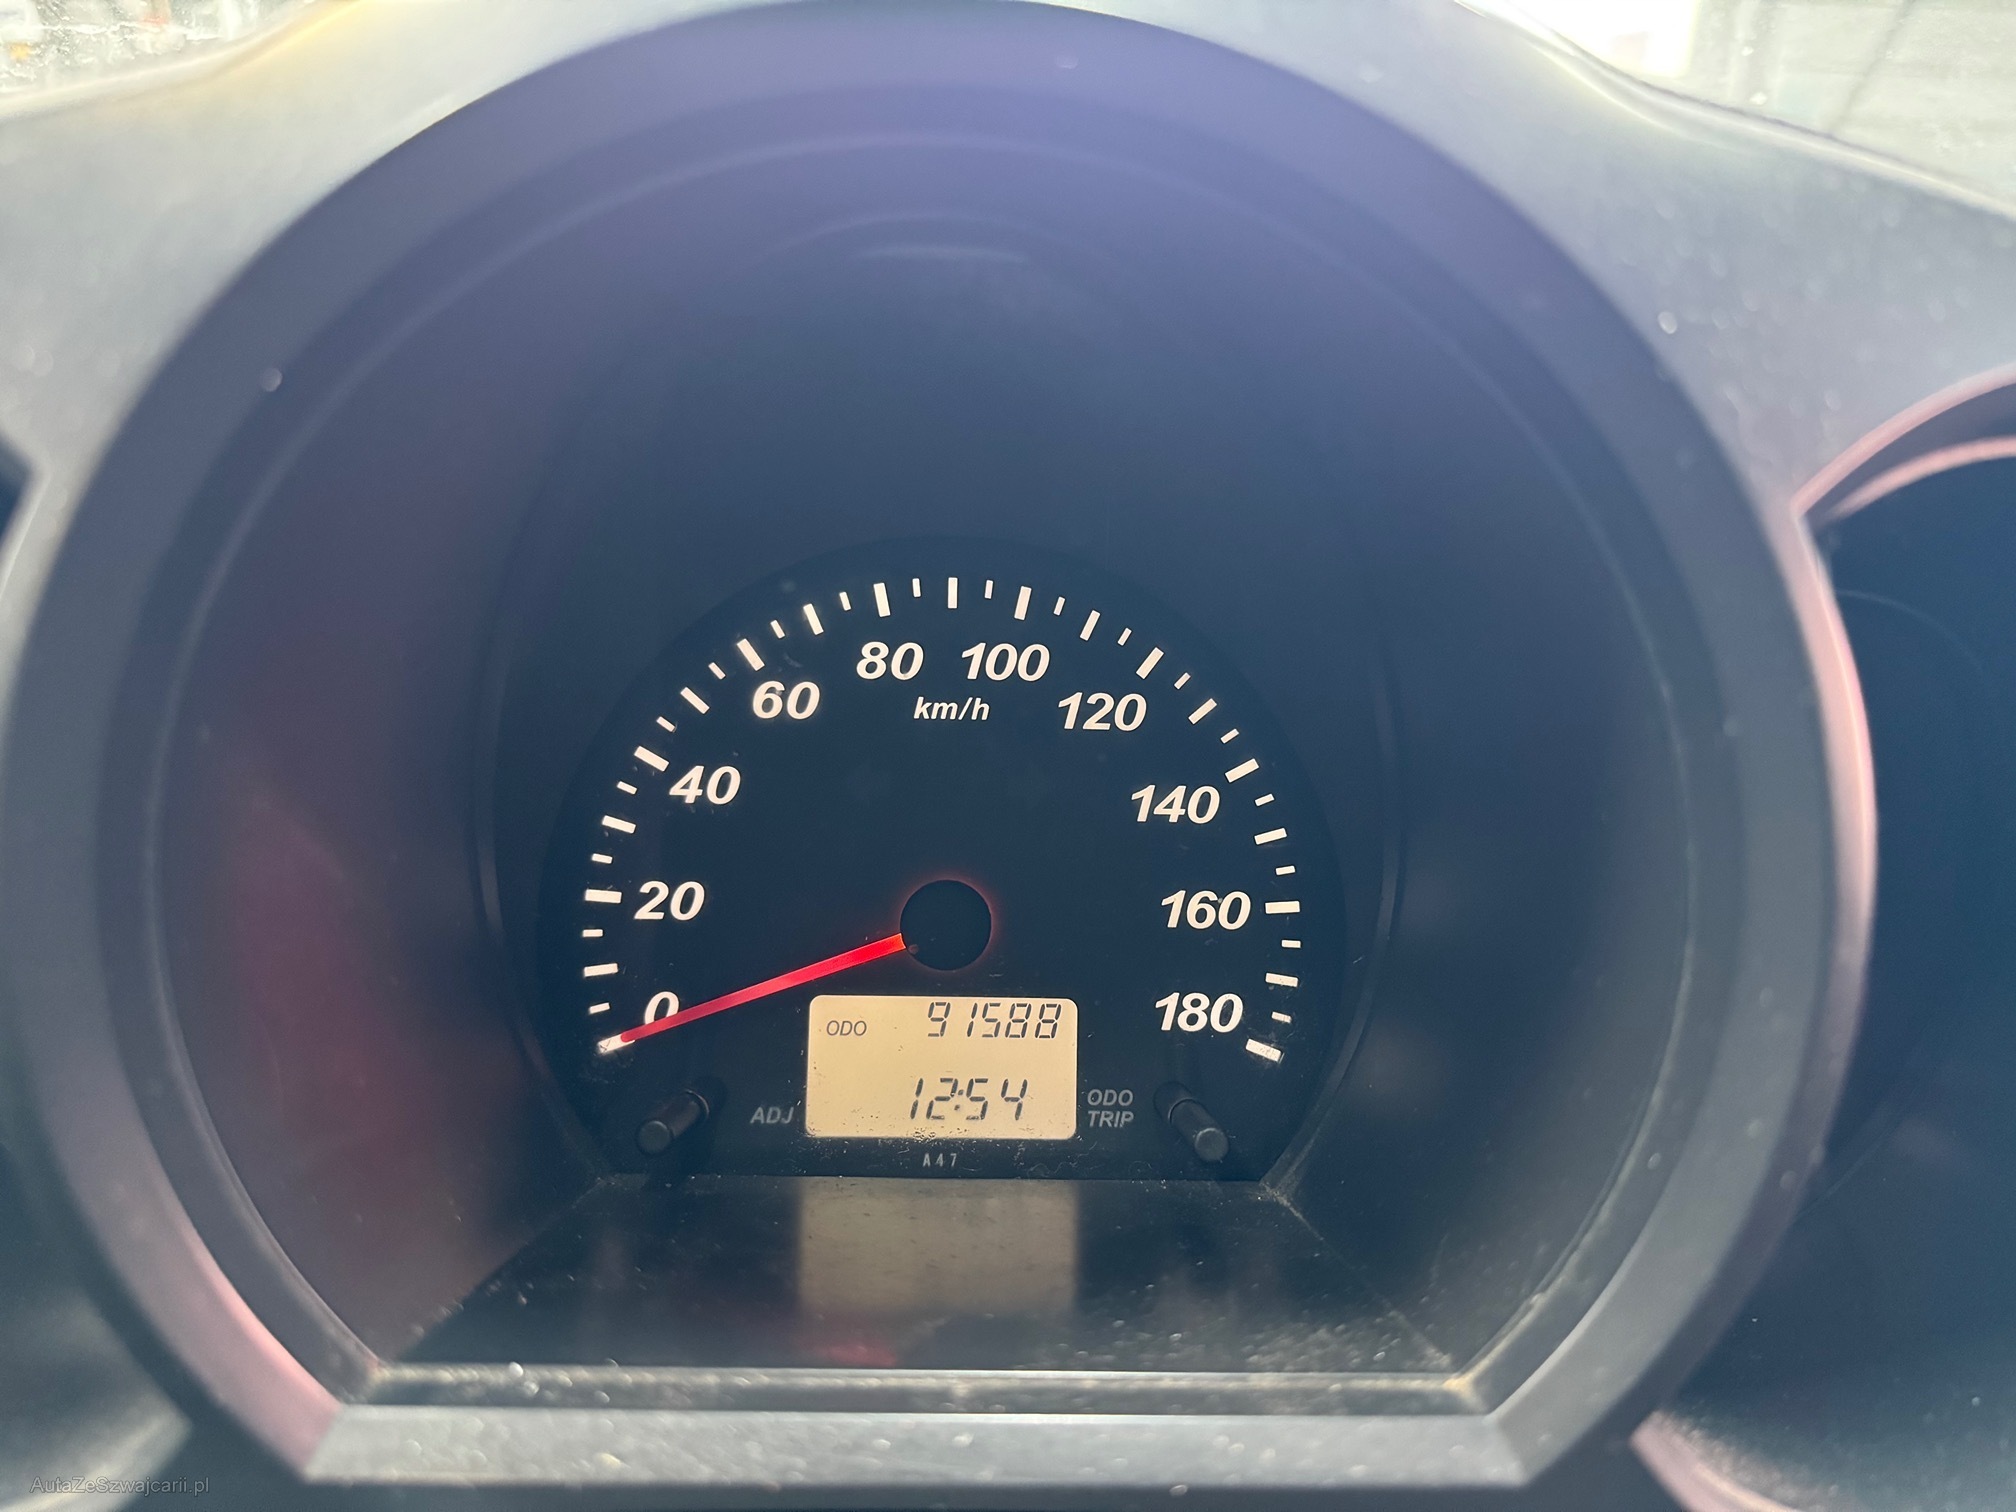 80 100
60 km/h 120
40 140
20 160
0 180
ODO 91588
12:54
ADJ ODO
TRIP
A47
AutaZeSzwajcarii.pl